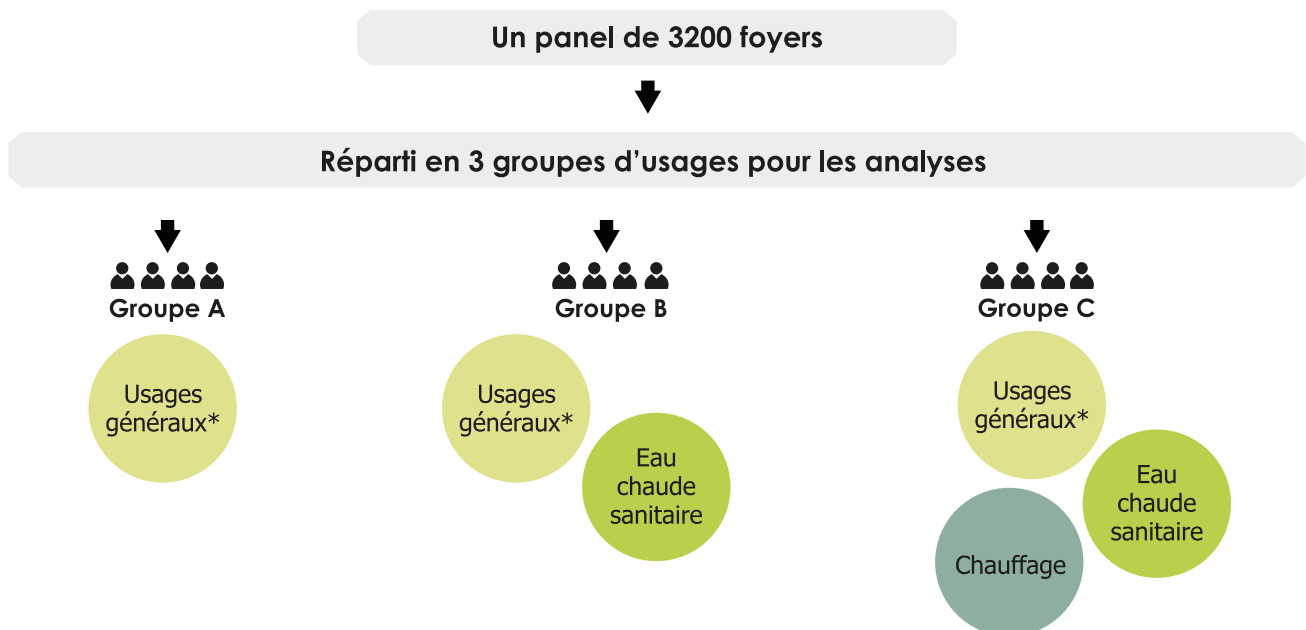 Un panel de 3200 foyers
Réparti en 3 groupes d’usages pour les analyses
Groupe A
Usages
généraux*
Groupe B
Usages
généraux*
Eau
chaude
sanitaire
Groupe C
Usages
généraux*
Eau
chaude
sanitaire
Chauffage